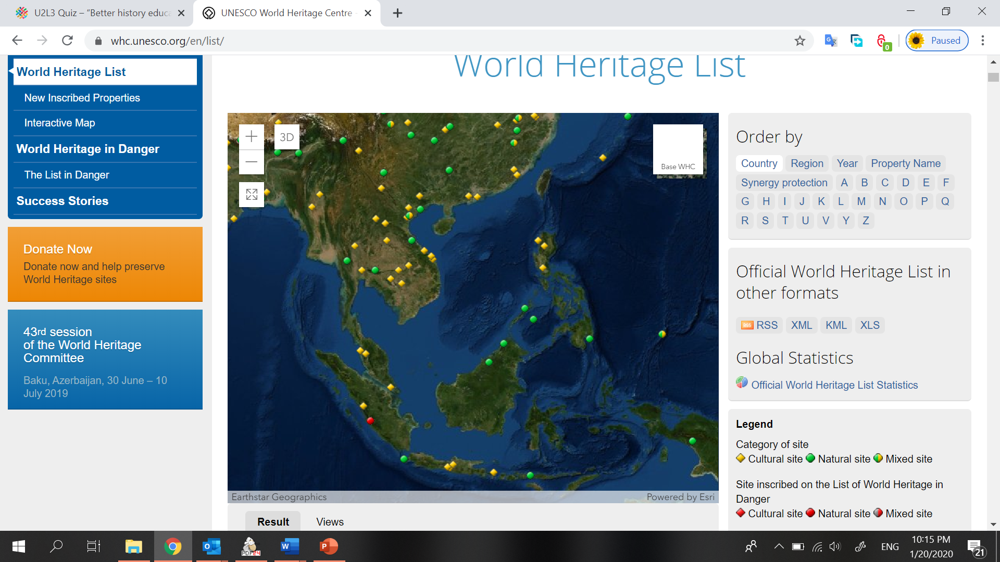 U2L3 Quiz – “Better history educa
UNESCO World Heritage Centre -
whc.unesco.org/en/list/
0
Paused
World Heritage List
New Inscribed Properties
Interactive Map
World Heritage in Danger
The List in Danger
Success Stories
Donate Now
Donate now and help preserve
World Heritage sites
43rd session
of the World Heritage
Committee
Baku, Azerbaijan, 30 June – 10
July 2019
World Heritage List
3D
Base WHC
Earthstar Geographics
Powered by Esri
Result Views
Order by
Country Region Year Property Name
Synergy protection A B C D E F
G H I J K L M N O P Q
R S T U V Y Z
Official World Heritage List in
other formats
RSS RSS XML KML XLS
Global Statistics
Official World Heritage List Statistics
Legend
Category of site
Cultural site Natural site Mixed site
Site inscribed on the List of World Heritage in
Danger
Cultural site Natural site Mixed site
PDF24
ENG
10:15 PM
1/20/2020
21